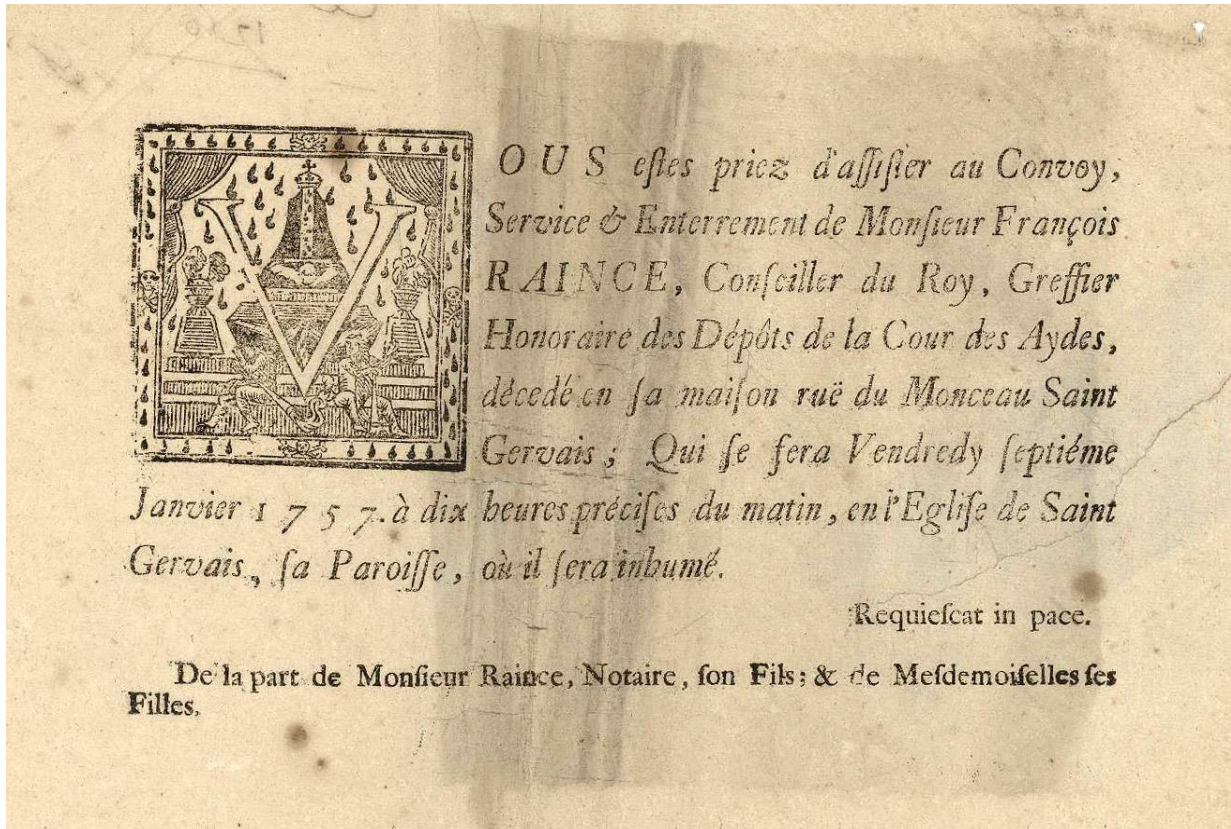 VOUS eſtes priez d'aſſiſter au Convoy,
Service & Enterrement de Monſieur François
RAINCE, Conſeiller du Roy, Greffier
Honoraire des Dépôts de la Cour des Aydes,
décedé en ſa maiſon ruë du Monceau Saint
Gervais; Qui ſe ſera Vendredy ſeptiéme
Janvier 1757. à dix heures préciſes du matin, en l'Egliſe de Saint
Gervais, ſa Paroiſſe, où il ſera inhumé.
Requieſcat in pace.
De la part de Monſieur Raince, Notaire, ſon Fils; & de Meſdemoiſelles ſes
Filles.